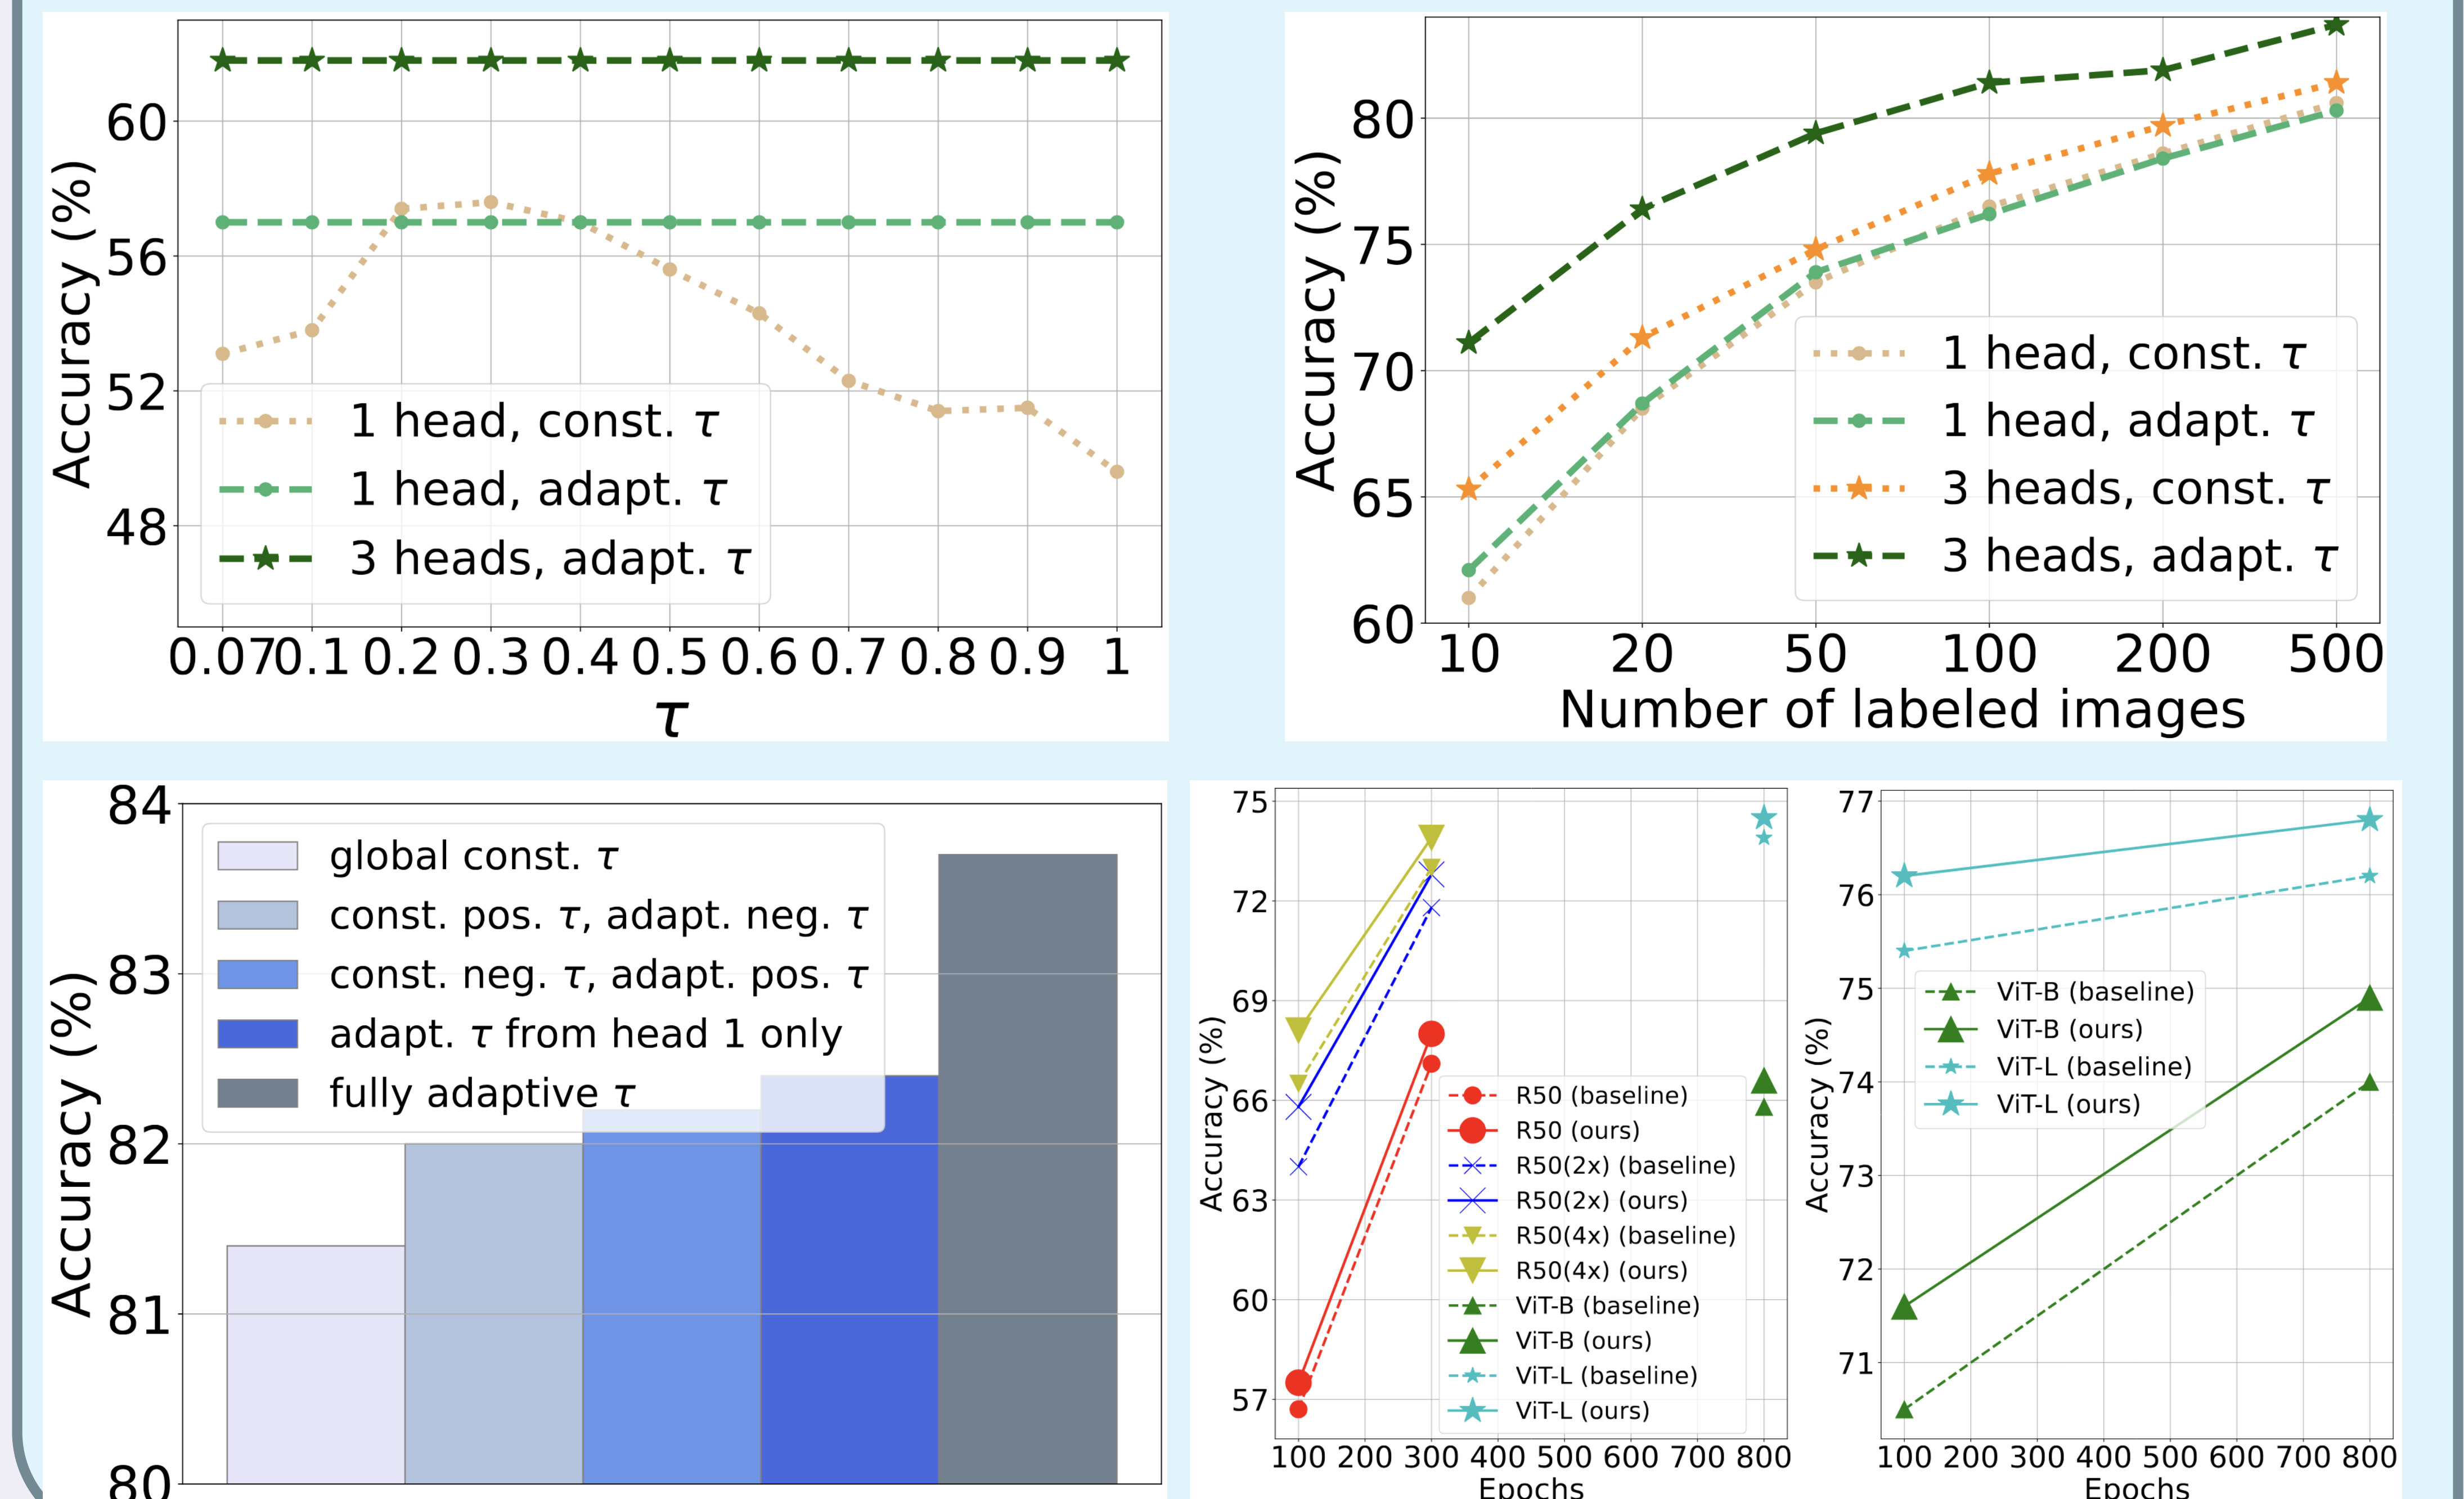 60
56
52
48
Accuracy (%)
1 head, const. τ
1 head, adapt. τ
3 heads, adapt. τ
0.07 0.1 0.2 0.3 0.4 0.5 0.6 0.7 0.8 0.9 1
τ
80
75
70
65
60
Accuracy (%)
1 head, const. τ
1 head, adapt. τ
3 heads, const. τ
3 heads, adapt. τ
10 20 50 100 200 500
Number of labeled images
84
83
82
81
80
Accuracy (%)
global const. τ
const. pos. τ, adapt. neg. τ
const. neg. τ, adapt. pos. τ
adapt. τ from head 1 only
fully adaptive τ
75
72
69
66
63
60
57
Accuracy (%)
R50 (baseline)
R50 (ours)
R50(2x) (baseline)
R50(2x) (ours)
R50(4x) (baseline)
R50(4x) (ours)
ViT-B (baseline)
ViT-B (ours)
ViT-L (baseline)
ViT-L (ours)
100 200 300 400 500 600 700 800
Epochs
77
76
75
74
73
72
71
Accuracy (%)
ViT-B (baseline)
ViT-B (ours)
ViT-L (baseline)
ViT-L (ours)
100 200 300 400 500 600 700 800
Epochs